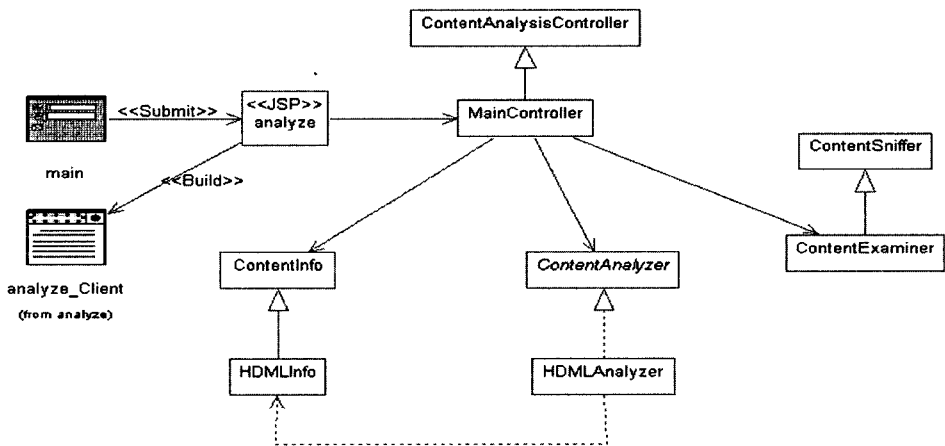 ContentAnalysisController
<<Submit>>
<<JSP>>
analyze
MainController
main
ContentSniffer
<<Build>>
ContentInfo
ContentAnalyzer
ContentExaminer
analyze_Client
(from analyze)
HDMLInfo
HDMLAnalyzer